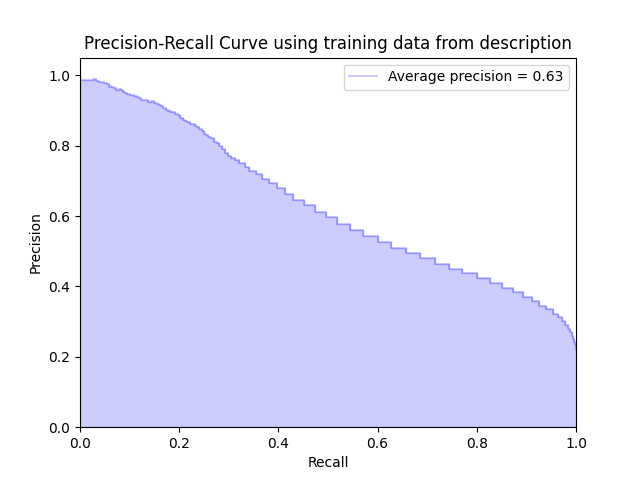 Precision-Recall Curve using training data from description
Average precision = 0.63
1.0
0.8
0.6
0.4
0.2
0.0
Precision
0.0 0.2 0.4 0.6 0.8 1.0
Recall